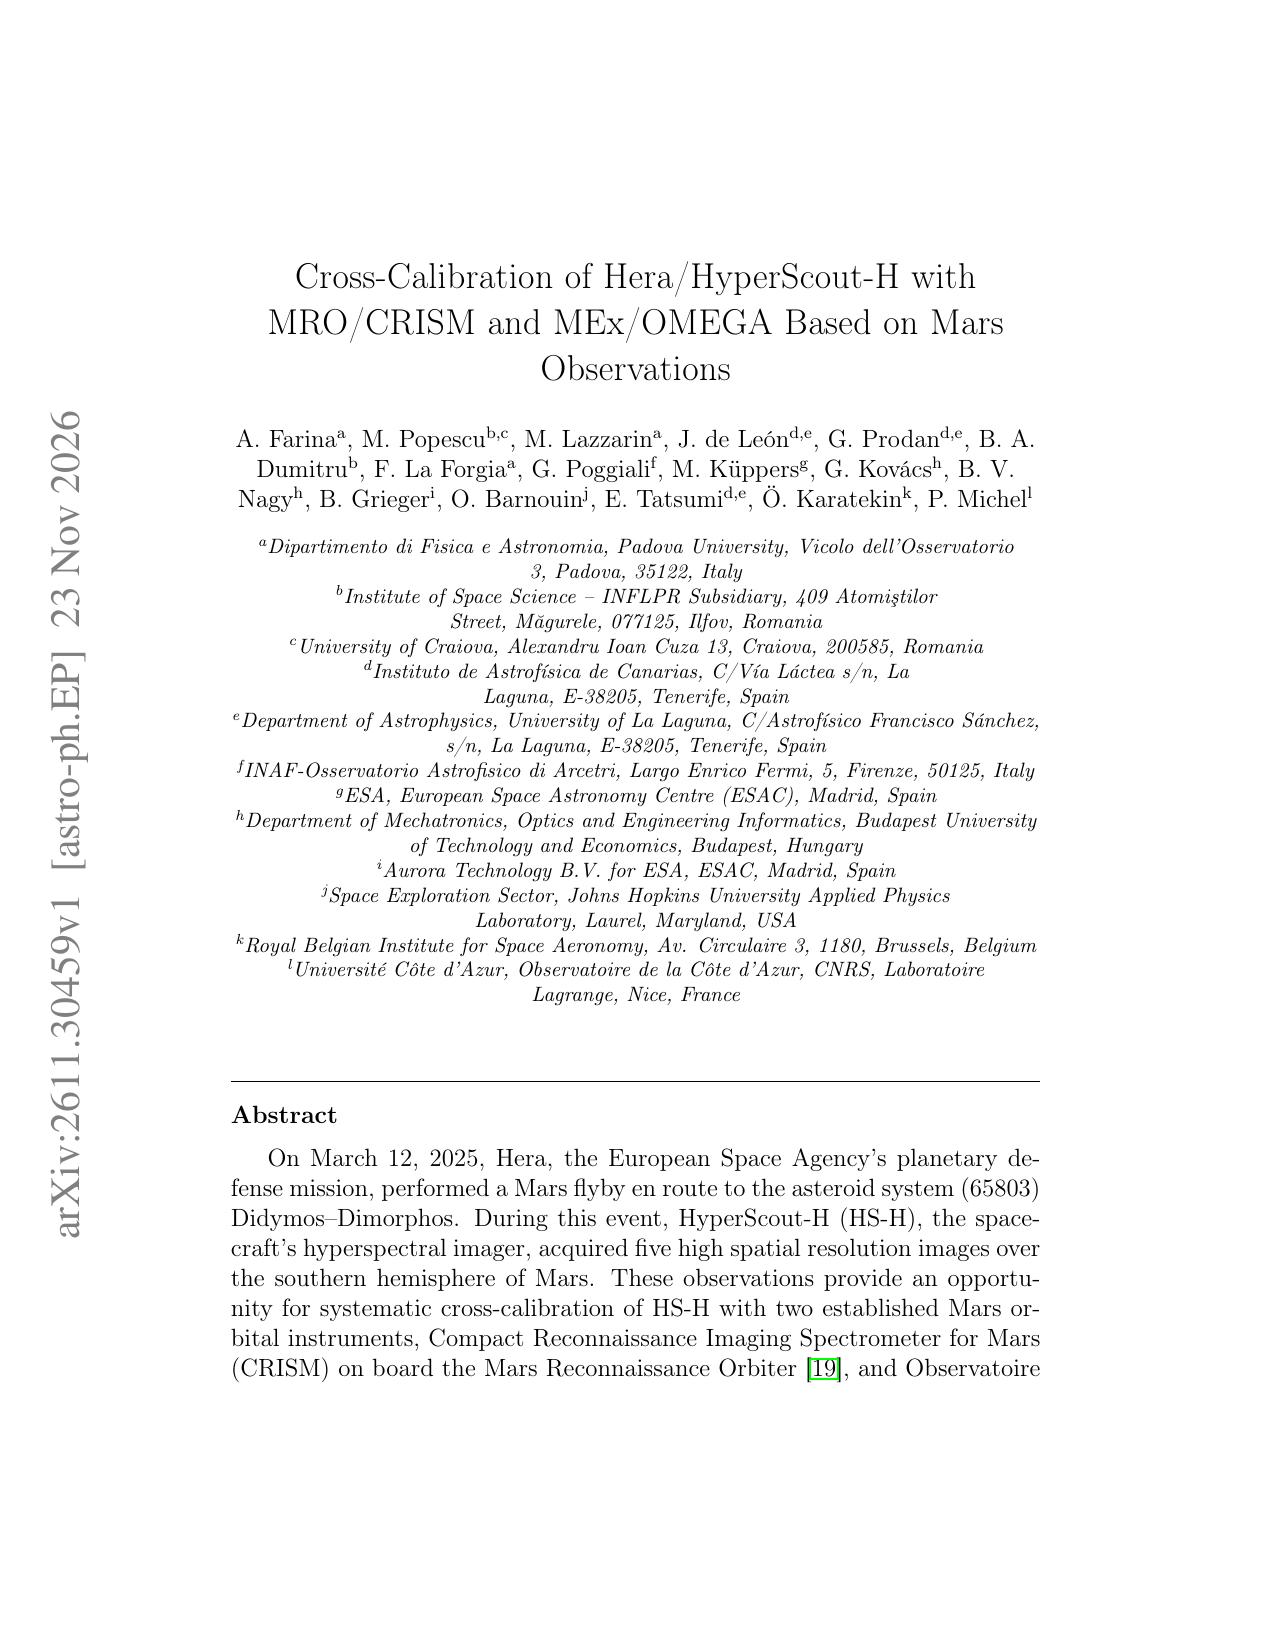 Cross-Calibration of Hera/HyperScout-H with
MRO/CRISM and MEx/OMEGA Based on Mars
Observations
A. Farinaᵃ, M. Popescuᵇ,ᶜ, M. Lazzarinᵃ, J. de Leónᵈ,ᵉ, G. Prodanᵈ,ᵉ, B. A.
Dumitruᵇ, F. La Forgiaᵃ, G. Poggialiᶠ, M. Küppersᵍ, G. Kovácsʰ, B. V.
Nagyʰ, B. Griegerⁱ, O. Barnouinʲ, E. Tatsumiᵈ,ᵉ, Ö. Karatekinᵏ, P. Michelˡ
ᵃDipartimento di Fisica e Astronomia, Padova University, Vicolo dell'Osservatorio
3, Padova, 35122, Italy
ᵇInstitute of Space Science – INFLPR Subsidiary, 409 Atomiştilor
Street, Măgurele, 077125, Ilfov, Romania
ᶜUniversity of Craiova, Alexandru Ioan Cuza 13, Craiova, 200585, Romania
ᵈInstituto de Astrofísica de Canarias, C/Vía Láctea s/n, La
Laguna, E-38205, Tenerife, Spain
ᵉDepartment of Astrophysics, University of La Laguna, C/Astrofísico Francisco Sánchez,
s/n, La Laguna, E-38205, Tenerife, Spain
ᶠINAF-Osservatorio Astrofisico di Arcetri, Largo Enrico Fermi, 5, Firenze, 50125, Italy
ᵍESA, European Space Astronomy Centre (ESAC), Madrid, Spain
ʰDepartment of Mechatronics, Optics and Engineering Informatics, Budapest University
of Technology and Economics, Budapest, Hungary
ⁱAurora Technology B.V. for ESA, ESAC, Madrid, Spain
ʲSpace Exploration Sector, Johns Hopkins University Applied Physics
Laboratory, Laurel, Maryland, USA
ᵏRoyal Belgian Institute for Space Aeronomy, Av. Circulaire 3, 1180, Brussels, Belgium
ˡUniversité Côte d'Azur, Observatoire de la Côte d'Azur, CNRS, Laboratoire
Lagrange, Nice, France
Abstract
On March 12, 2025, Hera, the European Space Agency's planetary de-
fense mission, performed a Mars flyby en route to the asteroid system (65803)
Didymos–Dimorphos. During this event, HyperScout-H (HS-H), the space-
craft's hyperspectral imager, acquired five high spatial resolution images over
the southern hemisphere of Mars. These observations provide an opportu-
nity for systematic cross-calibration of HS-H with two established Mars or-
bital instruments, Compact Reconnaissance Imaging Spectrometer for Mars
(CRISM) on board the Mars Reconnaissance Orbiter [19], and Observatoire
arXiv:2611.30459v1 [astro-ph.EP] 23 Nov 2026